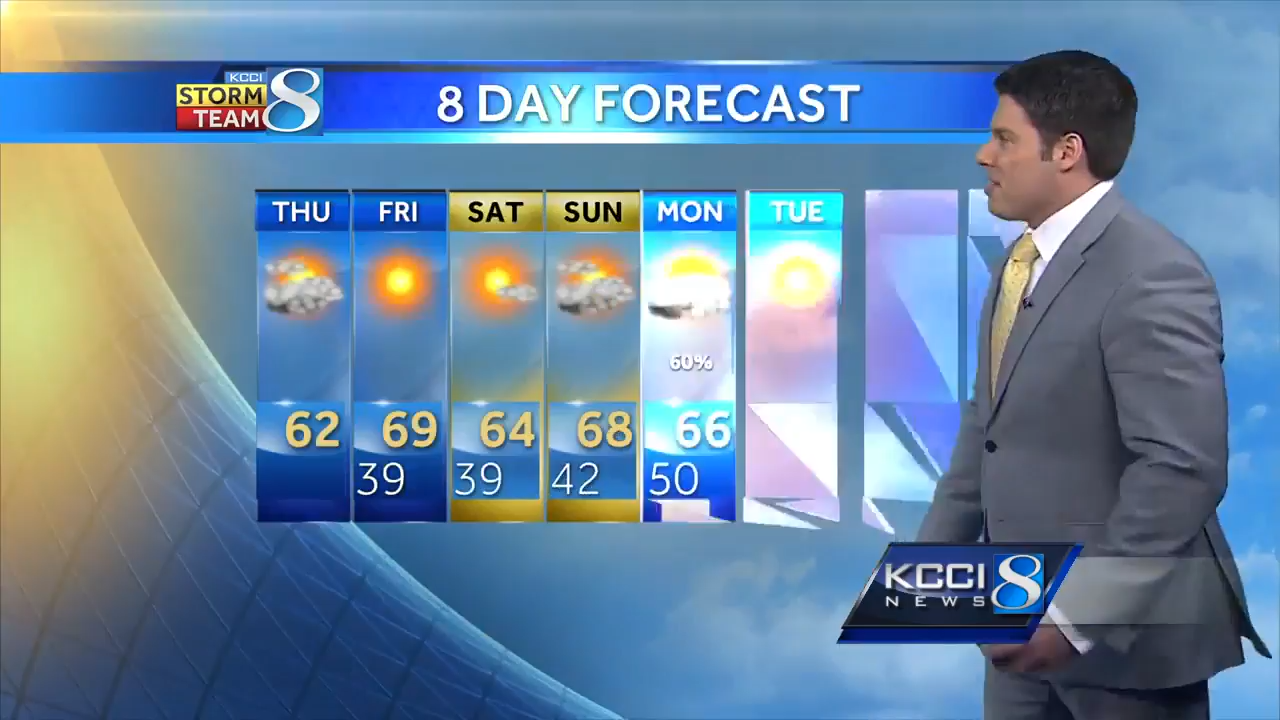 KCCI
STORM
TEAM
8
8 DAY FORECAST
THU FRI SAT SUN MON TUE
60%
62 69 64 68 66
39 39 42 50
KCCI 8
NEWS